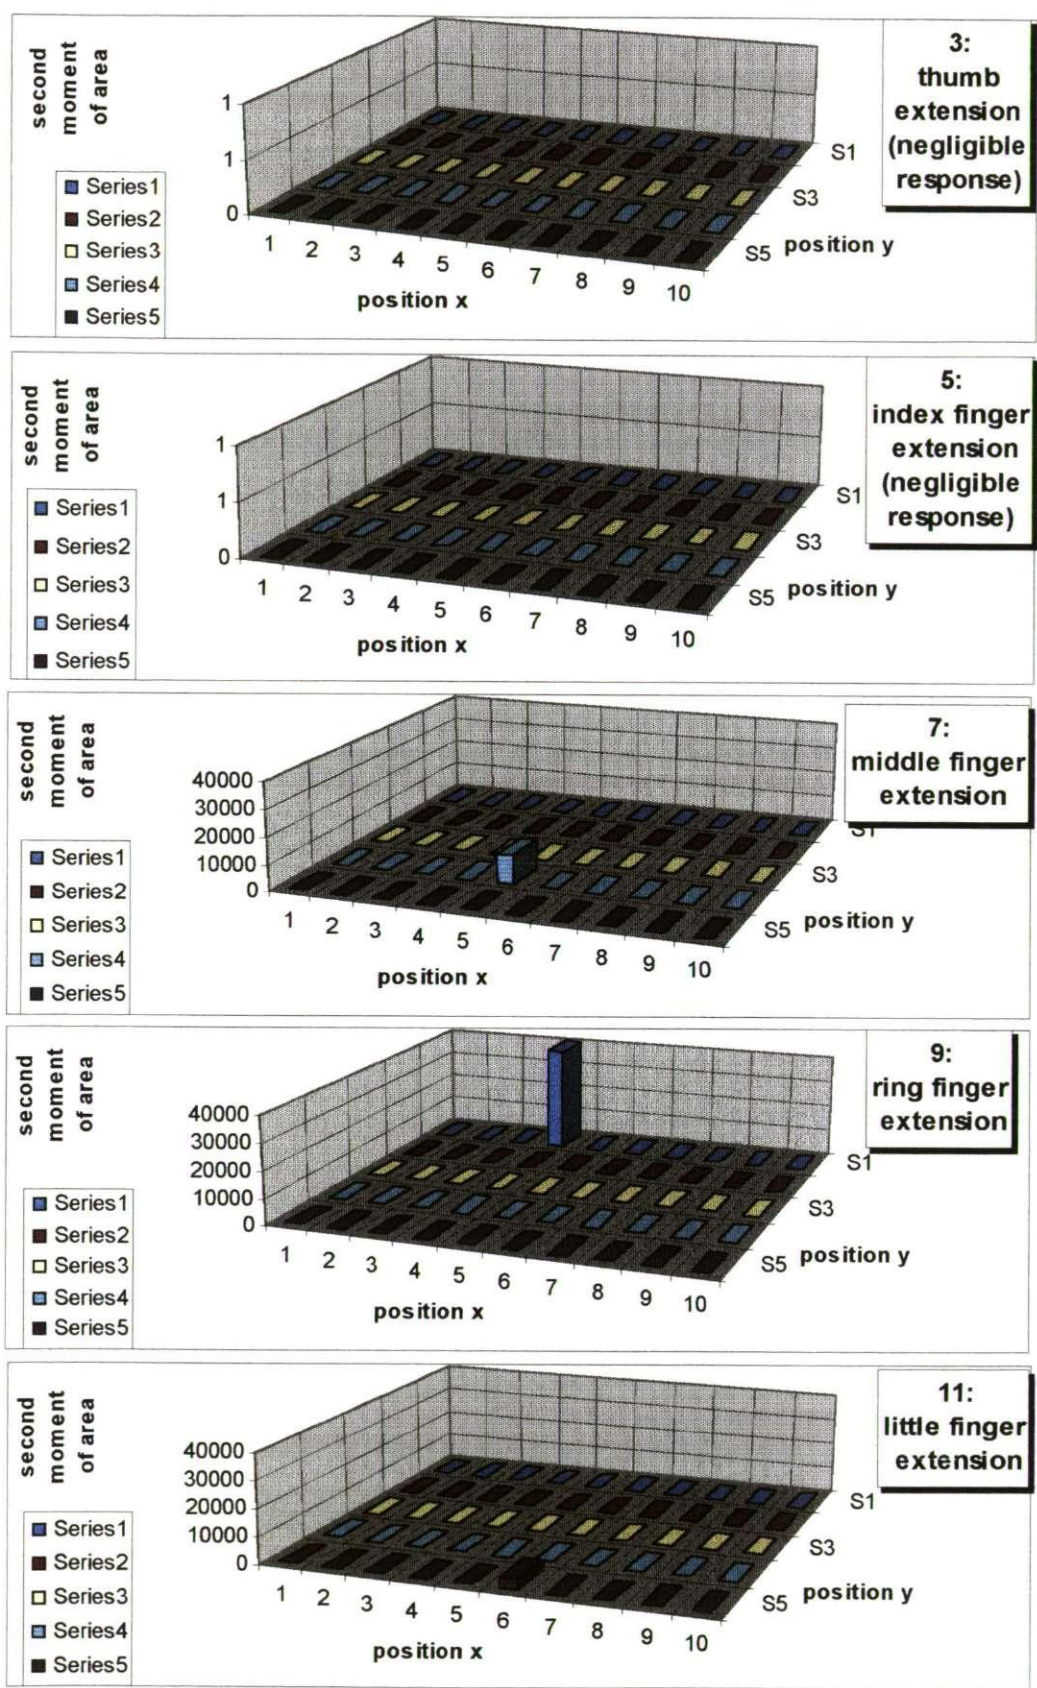 second
moment
of area
1
1
0
Series1
Series2
Series3
Series4
Series5
1 2 3 4 5 6 7 8 9 10
position x
S1
S3
S5
position y
3:
thumb
extension
(negligible
response)
second
moment
of area
1
1
0
Series1
Series2
Series3
Series4
Series5
1 2 3 4 5 6 7 8 9 10
position x
S1
S3
S5
position y
5:
index finger
extension
(negligible
response)
second
moment
of area
40000
30000
20000
10000
0
Series1
Series2
Series3
Series4
Series5
1 2 3 4 5 6 7 8 9 10
position x
S1
S3
S5
position y
7:
middle finger
extension
second
moment
of area
40000
30000
20000
10000
0
Series1
Series2
Series3
Series4
Series5
1 2 3 4 5 6 7 8 9 10
position x
S1
S3
S5
position y
9:
ring finger
extension
second
moment
of area
40000
30000
20000
10000
0
Series1
Series2
Series3
Series4
Series5
1 2 3 4 5 6 7 8 9 10
position x
S1
S3
S5
position y
11:
little finger
extension